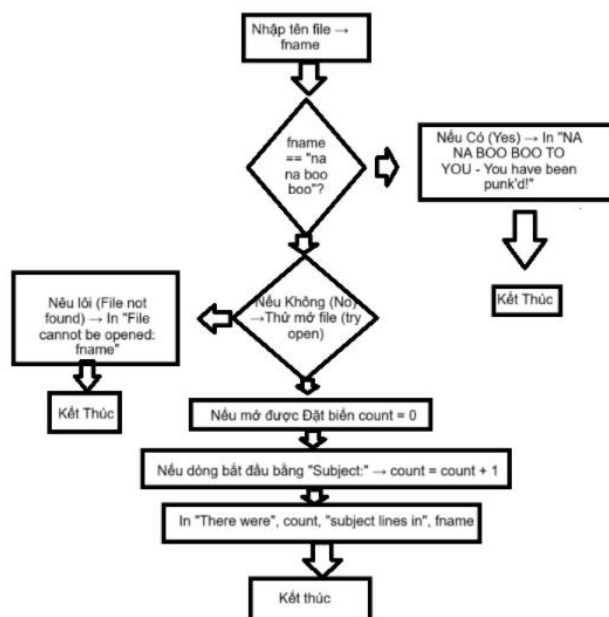 Nhập tên file →
fname
fname
== "na
na boo
boo"?
Nếu Có (Yes) → In "NA
NA BOO BOO TO
YOU - You have been
punk'd!"
Kết Thúc
Nếu Không (No)
→Thử mở file (try
open)
Nêu lôi (File not
found) → In "File
cannot be opened:
fname"
Kết Thúc
Nếu mở được Đặt biến count = 0
Nếu dòng bắt đầu bằng "Subject:" → count = count + 1
In "There were", count, "subject lines in", fname
Kết thúc